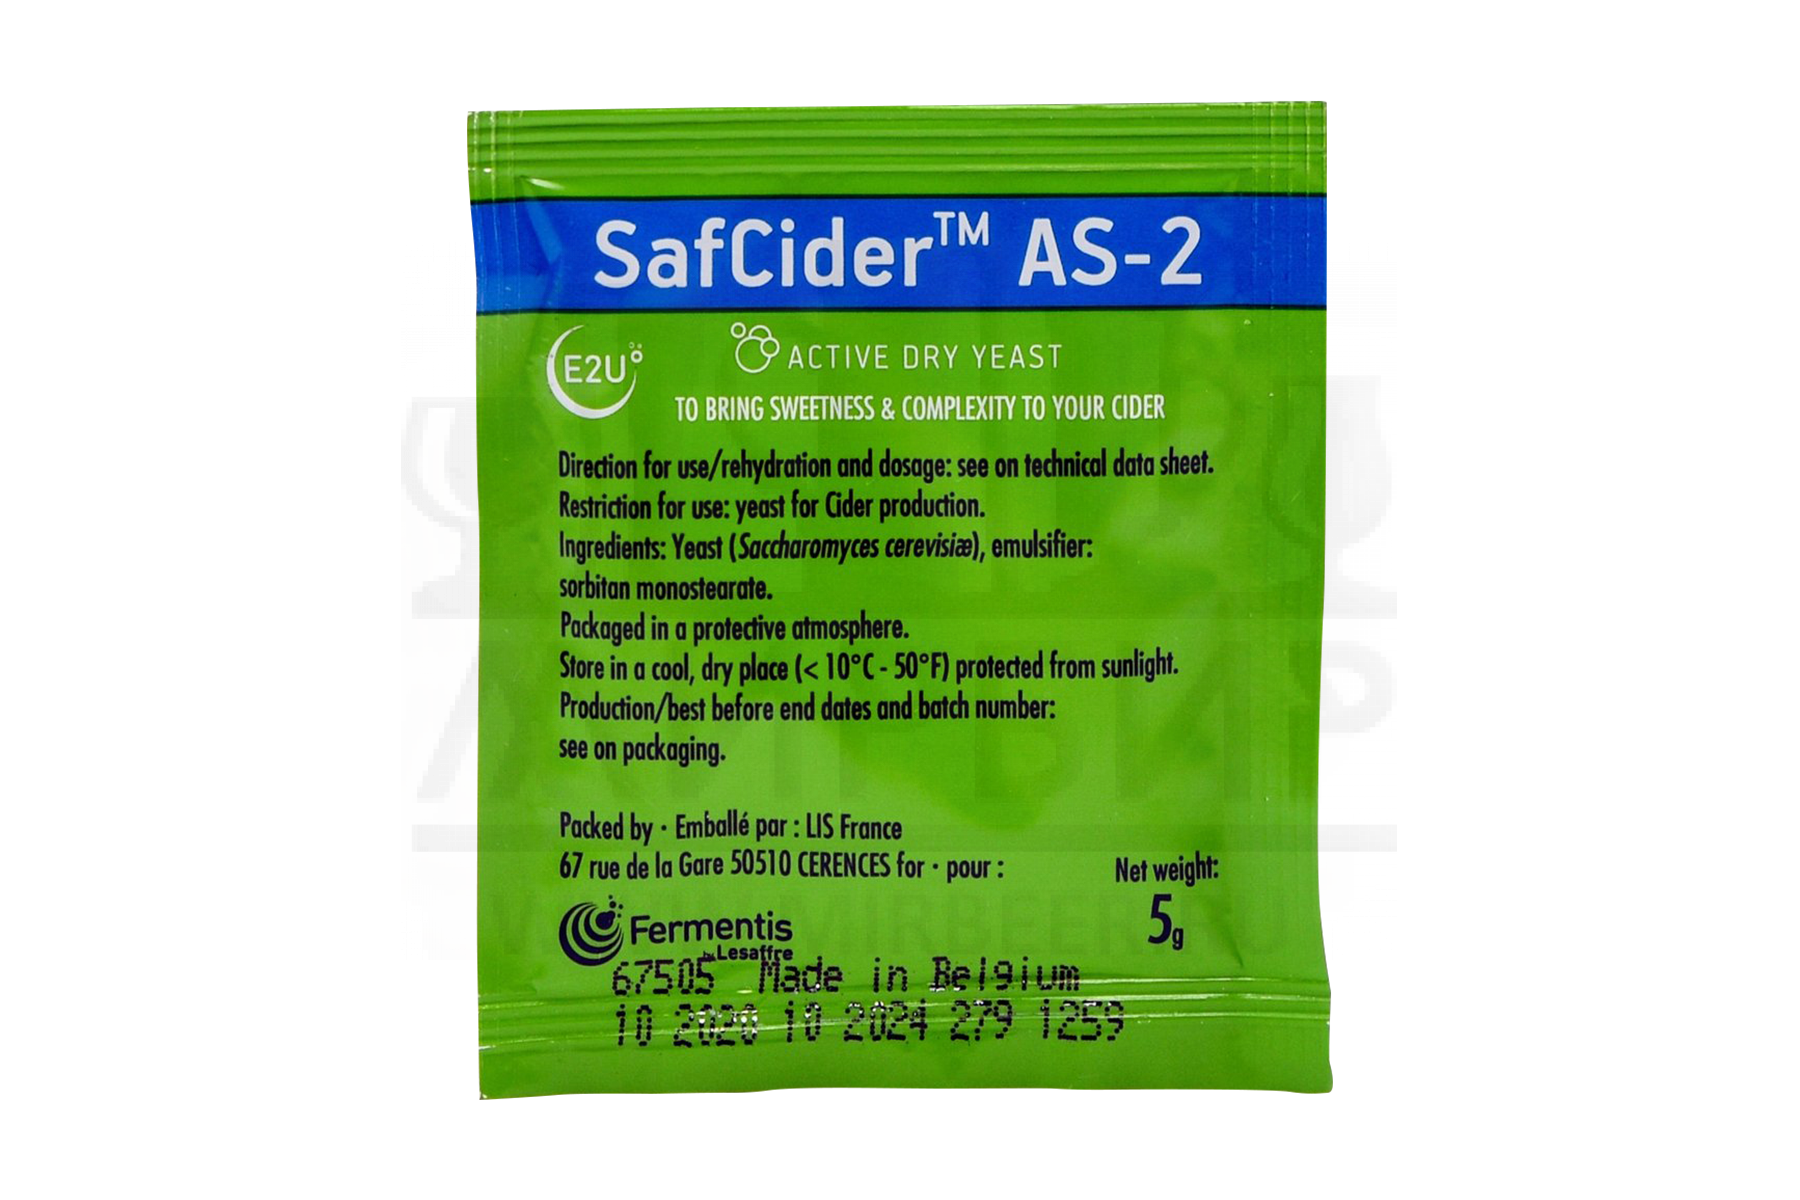 SafCider™ AS-2
E2U
ACTIVE DRY YEAST
TO BRING SWEETNESS & COMPLEXITY TO YOUR CIDER
Direction for use/rehydration and dosage: see on technical data sheet.
Restriction for use: yeast for Cider production.
Ingredients: Yeast (Saccharomyces cerevisiæ), emulsifier:
sorbitan monostearate.
Packaged in a protective atmosphere.
Store in a cool, dry place (< 10°C - 50°F) protected from sunlight.
Production/best before end dates and batch number:
see on packaging.
Packed by · Emballé par : LIS France
67 rue de la Gare 50510 CERENCES for · pour :
Net weight:
5g
Fermentis
by Lesaffre
67505 Made in Belgium
10 2020 10 2024 279 1259